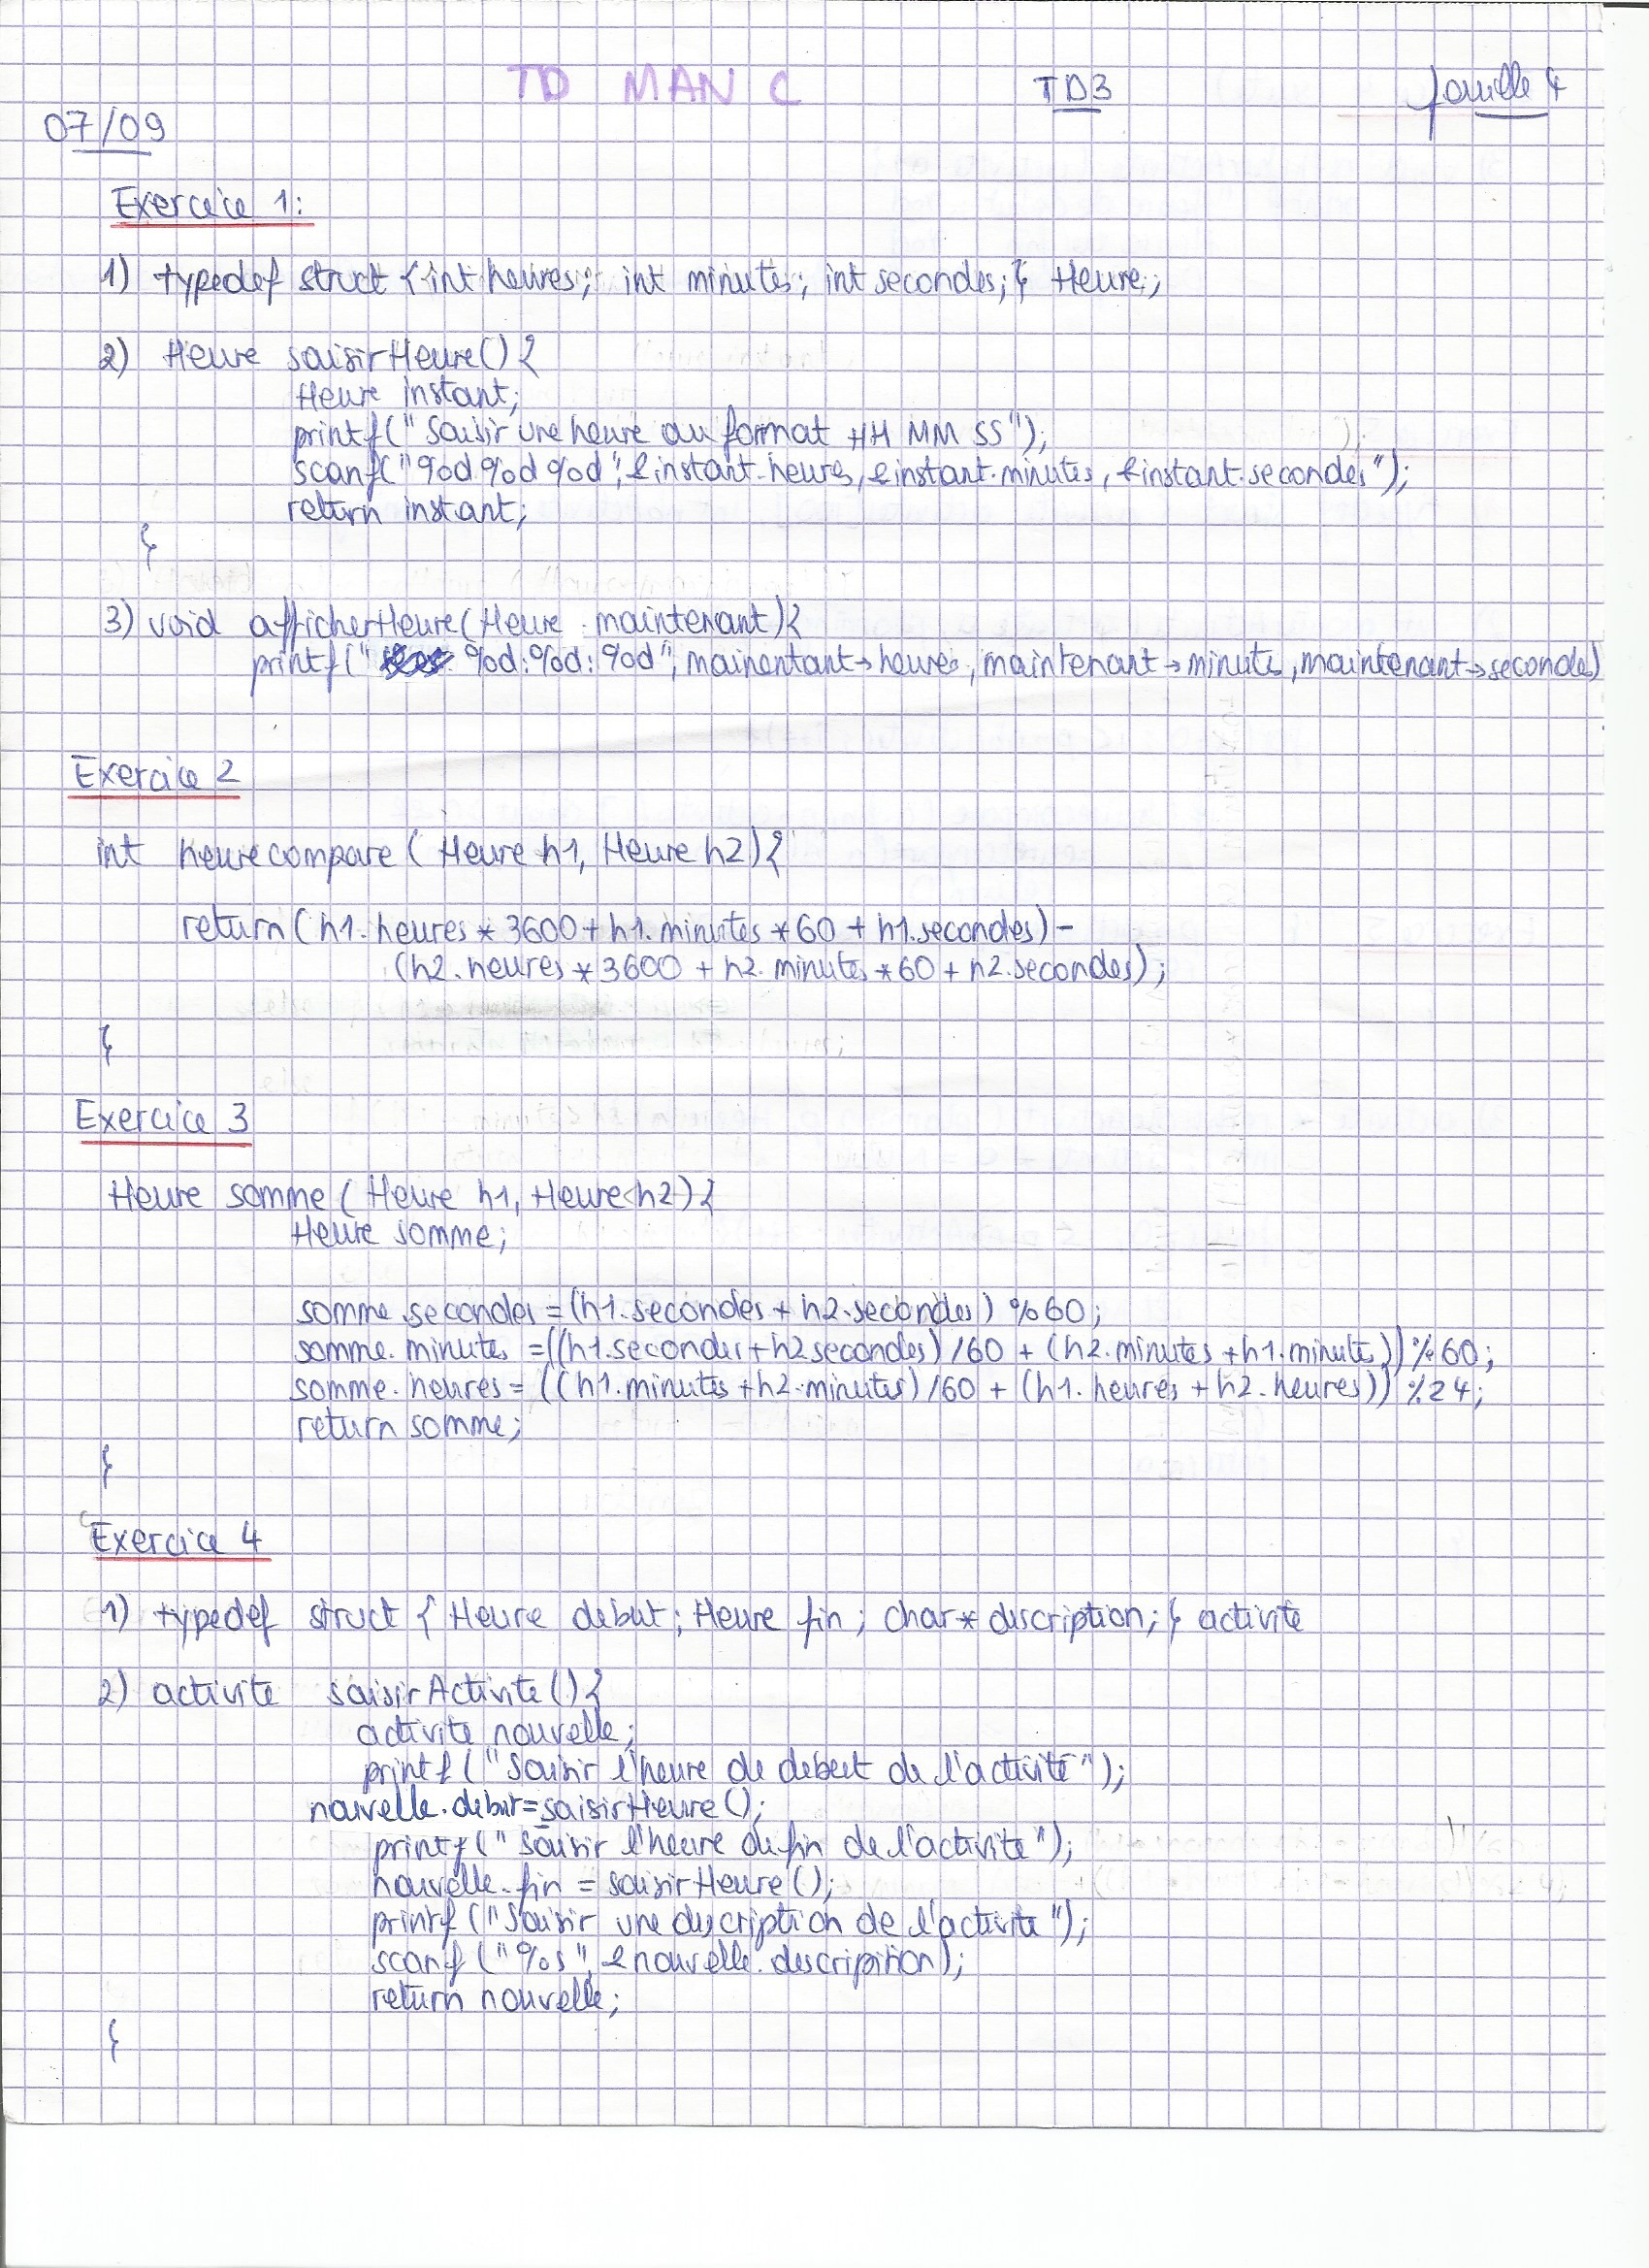 TD MAN C TD3 famille 4
07/09
Exercice 1:
1) typedef struct { int heures; int minutes; int secondes; } Heure;
2) Heure saisirHeure() {
Heure instant;
printf(" Saisir une heure au format HH MM SS");
scanf("%d %d %d", &instant.heures, &instant.minutes, &instant.secondes");
return instant;
}
3) void afficherHeure(Heure maintenant) {
printf(" %d:%d:%d", mainentant→heures, maintenant→minutes, maintenant→secondes)
Exercice 2
int heurecompare ( Heure h1, Heure h2) {
return (h1.heures * 3600 + h1.minutes * 60 + h1.secondes) -
(h2.heures * 3600 + h2.minutes * 60 + h2.secondes);
}
Exercice 3
Heure somme ( Heure h1, Heure h2) {
Heure somme;
somme.secondes = (h1.secondes + h2.secondes) % 60;
somme.minutes = ((h1.secondes + h2 secondes) / 60 + (h2.minutes + h1.minutes)) % 60;
somme.heures = ((h1.minutes + h2.minutes) / 60 + (h1.heures + h2.heures)) % 24;
return somme;
}
Exercice 4
1) typedef struct { Heure debut; Heure fin; char* description; } activite
2) activite saisirActivite() {
activite nouvelle;
printf ("Saisir l'heure de debut de l'activité");
nouvelle.debut = saisirHeure();
printf (" Saisir l'heure de fin de l'activite");
nouvelle.fin = saisirHeure();
printf ("Saisir une description de l'activite");
scanf ("%s", &nouvelle.description);
return nouvelle;
}